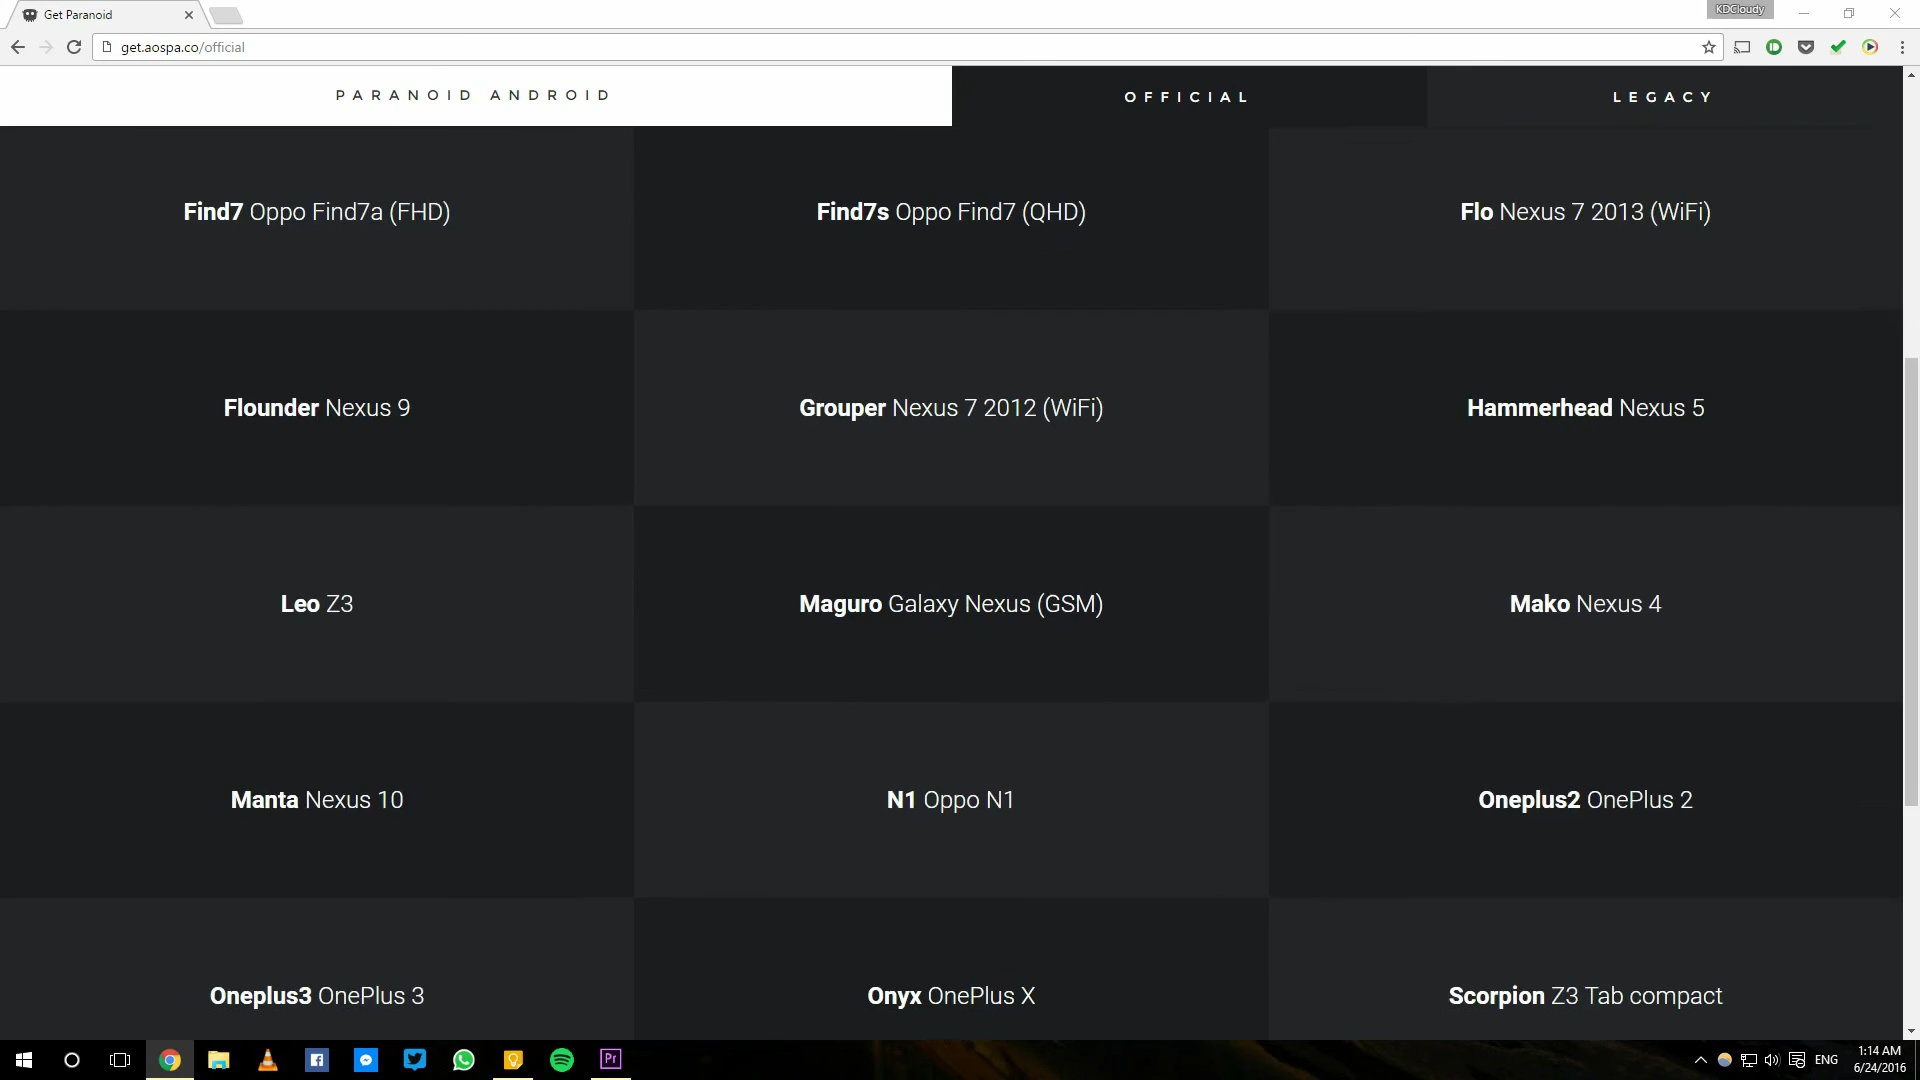 Get Paranoid
KDCloudy
get.aospa.co/official
PARANOID ANDROID
OFFICIAL
LEGACY
Find7 Oppo Find7a (FHD)
Find7s Oppo Find7 (QHD)
Flo Nexus 7 2013 (WiFi)
Flounder Nexus 9
Grouper Nexus 7 2012 (WiFi)
Hammerhead Nexus 5
Leo Z3
Maguro Galaxy Nexus (GSM)
Mako Nexus 4
Manta Nexus 10
N1 Oppo N1
Oneplus2 OnePlus 2
Oneplus3 OnePlus 3
Onyx OnePlus X
Scorpion Z3 Tab compact
Pr
ENG
1:14 AM
6/24/2016